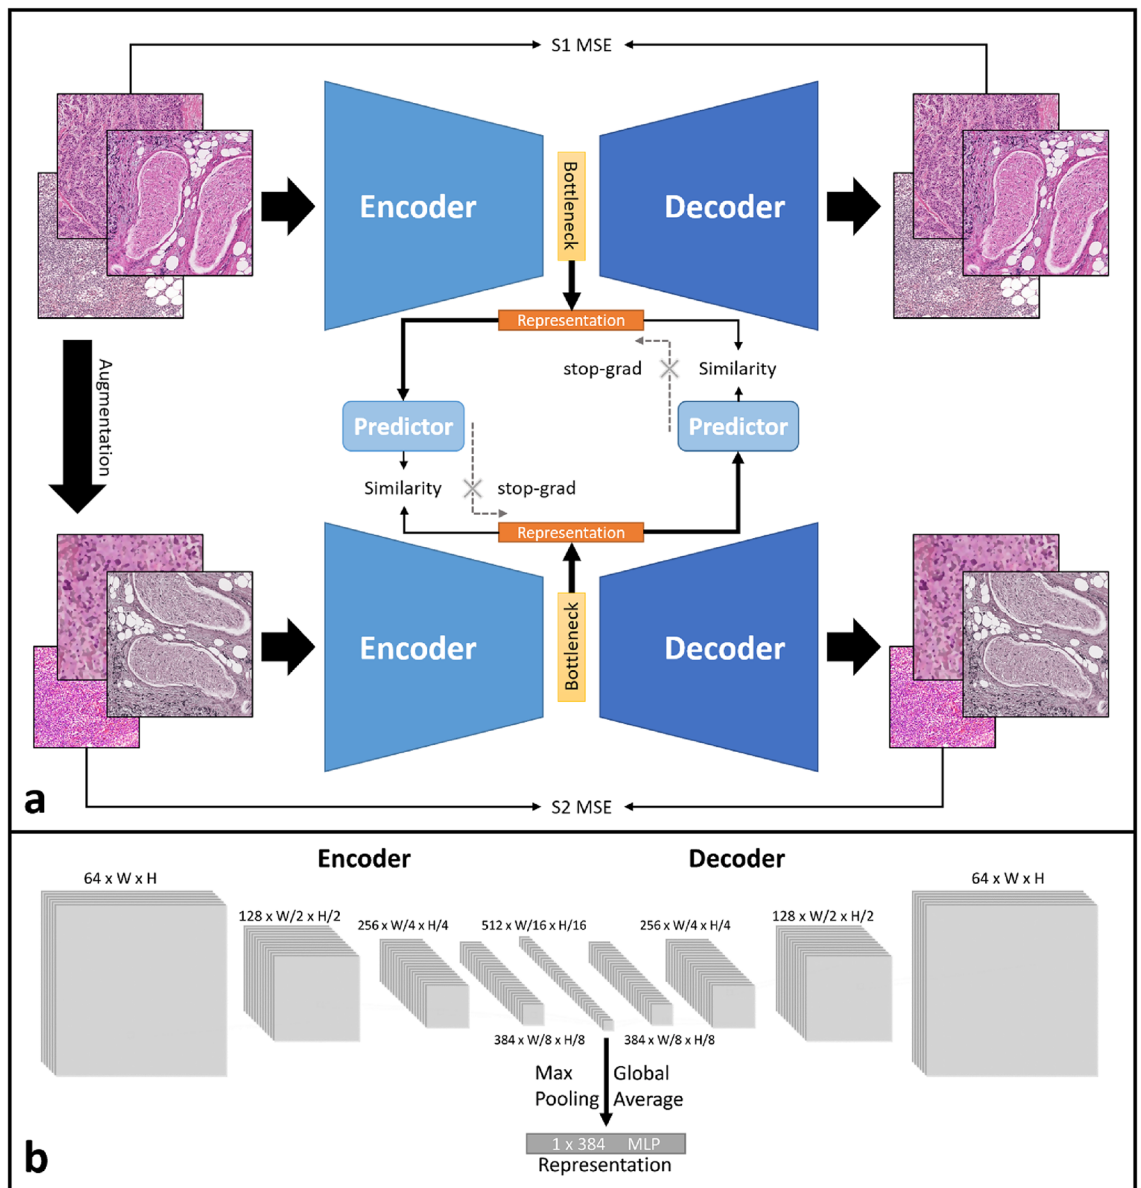 S1 MSE
Encoder
Bottleneck
Decoder
Representation
stop-grad
Similarity
Augmentation
Predictor
Predictor
Similarity
stop-grad
Representation
Encoder
Bottleneck
Decoder
a
S2 MSE
Encoder
Decoder
64 x W x H
64 x W x H
128 x W/2 x H/2
256 x W/4 x H/4
512 x W/16 x H/16
256 x W/4 x H/4
128 x W/2 x H/2
384 x W/8 x H/8
384 x W/8 x H/8
Max Global
Pooling Average
1 x 384 MLP
Representation
b